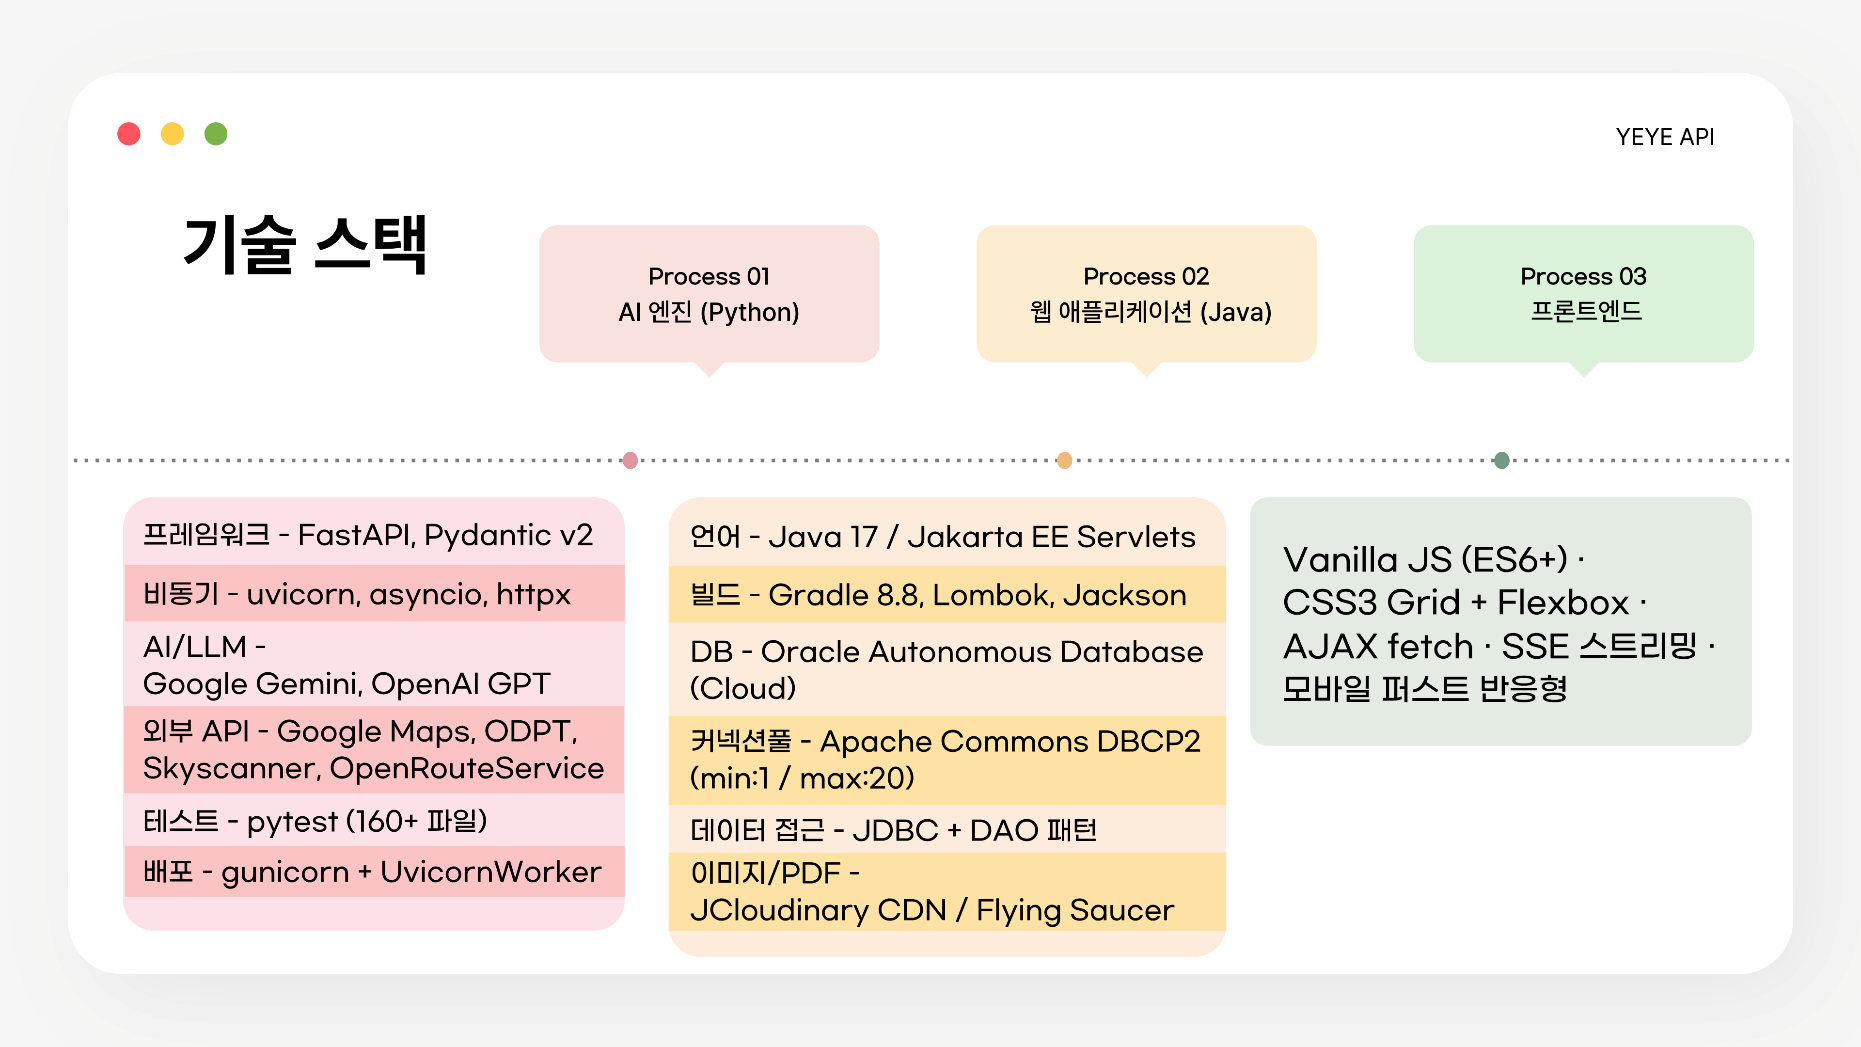 YEYE API
기술 스택
Process 01
AI 엔진 (Python)
Process 02
웹 애플리케이션 (Java)
Process 03
프론트엔드
프레임워크 - FastAPI, Pydantic v2
비동기 - uvicorn, asyncio, httpx
AI/LLM -
Google Gemini, OpenAI GPT
외부 API - Google Maps, ODPT,
Skyscanner, OpenRouteService
테스트 - pytest (160+ 파일)
배포 - gunicorn + UvicornWorker
언어 - Java 17 / Jakarta EE Servlets
빌드 - Gradle 8.8, Lombok, Jackson
DB - Oracle Autonomous Database
(Cloud)
커넥션풀 - Apache Commons DBCP2
(min:1 / max:20)
데이터 접근 - JDBC + DAO 패턴
이미지/PDF -
JCloudinary CDN / Flying Saucer
Vanilla JS (ES6+) ·
CSS3 Grid + Flexbox ·
AJAX fetch · SSE 스트리밍 ·
모바일 퍼스트 반응형